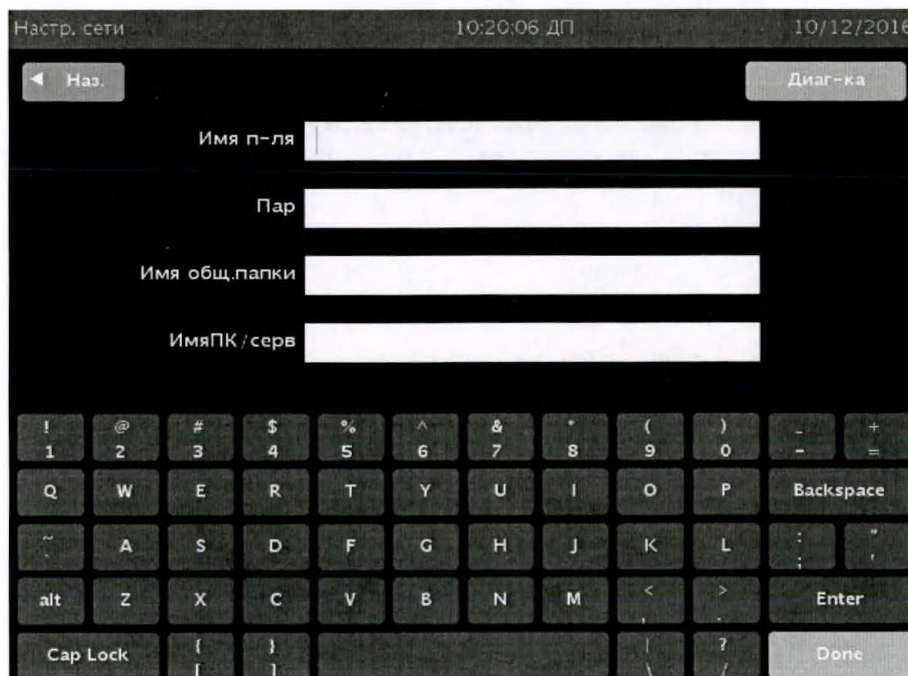 Настр. сети 10:20:06 ДП 10/12/2016
◄ Наз. Диаг-ка
Имя п-ля
Пар
Имя общ.папки
ИмяПК/серв
! @ # $ % ^ & * ( ) _ +
1 2 3 4 5 6 7 8 9 0 - =
Q W E R T Y U I O P Backspace
~ : "
` A S D F G H J K L ; '
alt Z X C V B N M < > Enter
, .
Cap Lock { } | ? Done
[ ] \ /